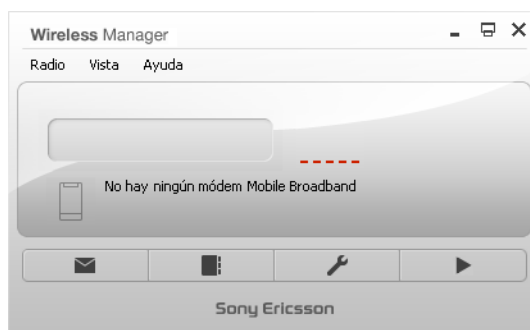 Wireless Manager
Radio Vista Ayuda
No hay ningún módem Mobile Broadband
Sony Ericsson